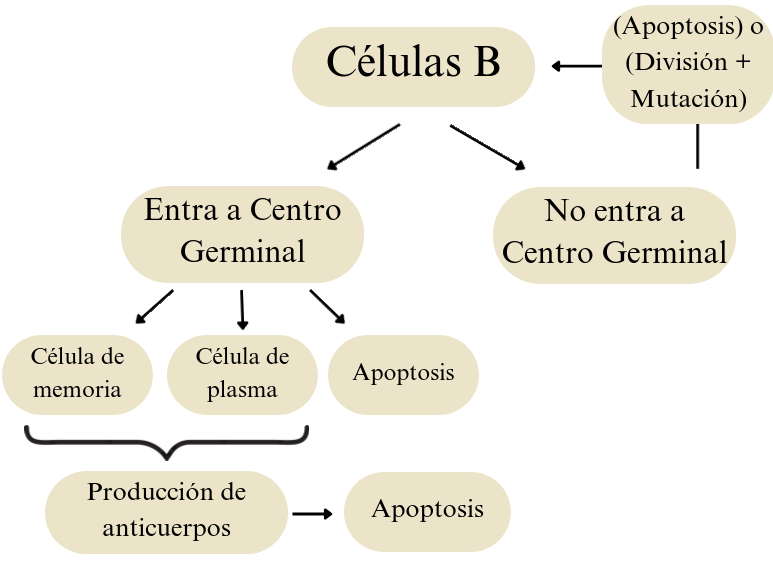 Células B
(Apoptosis) o
(División +
Mutación)
Entra a Centro
Germinal
No entra a
Centro Germinal
Célula de
memoria
Célula de
plasma
Apoptosis
Producción de
anticuerpos
Apoptosis